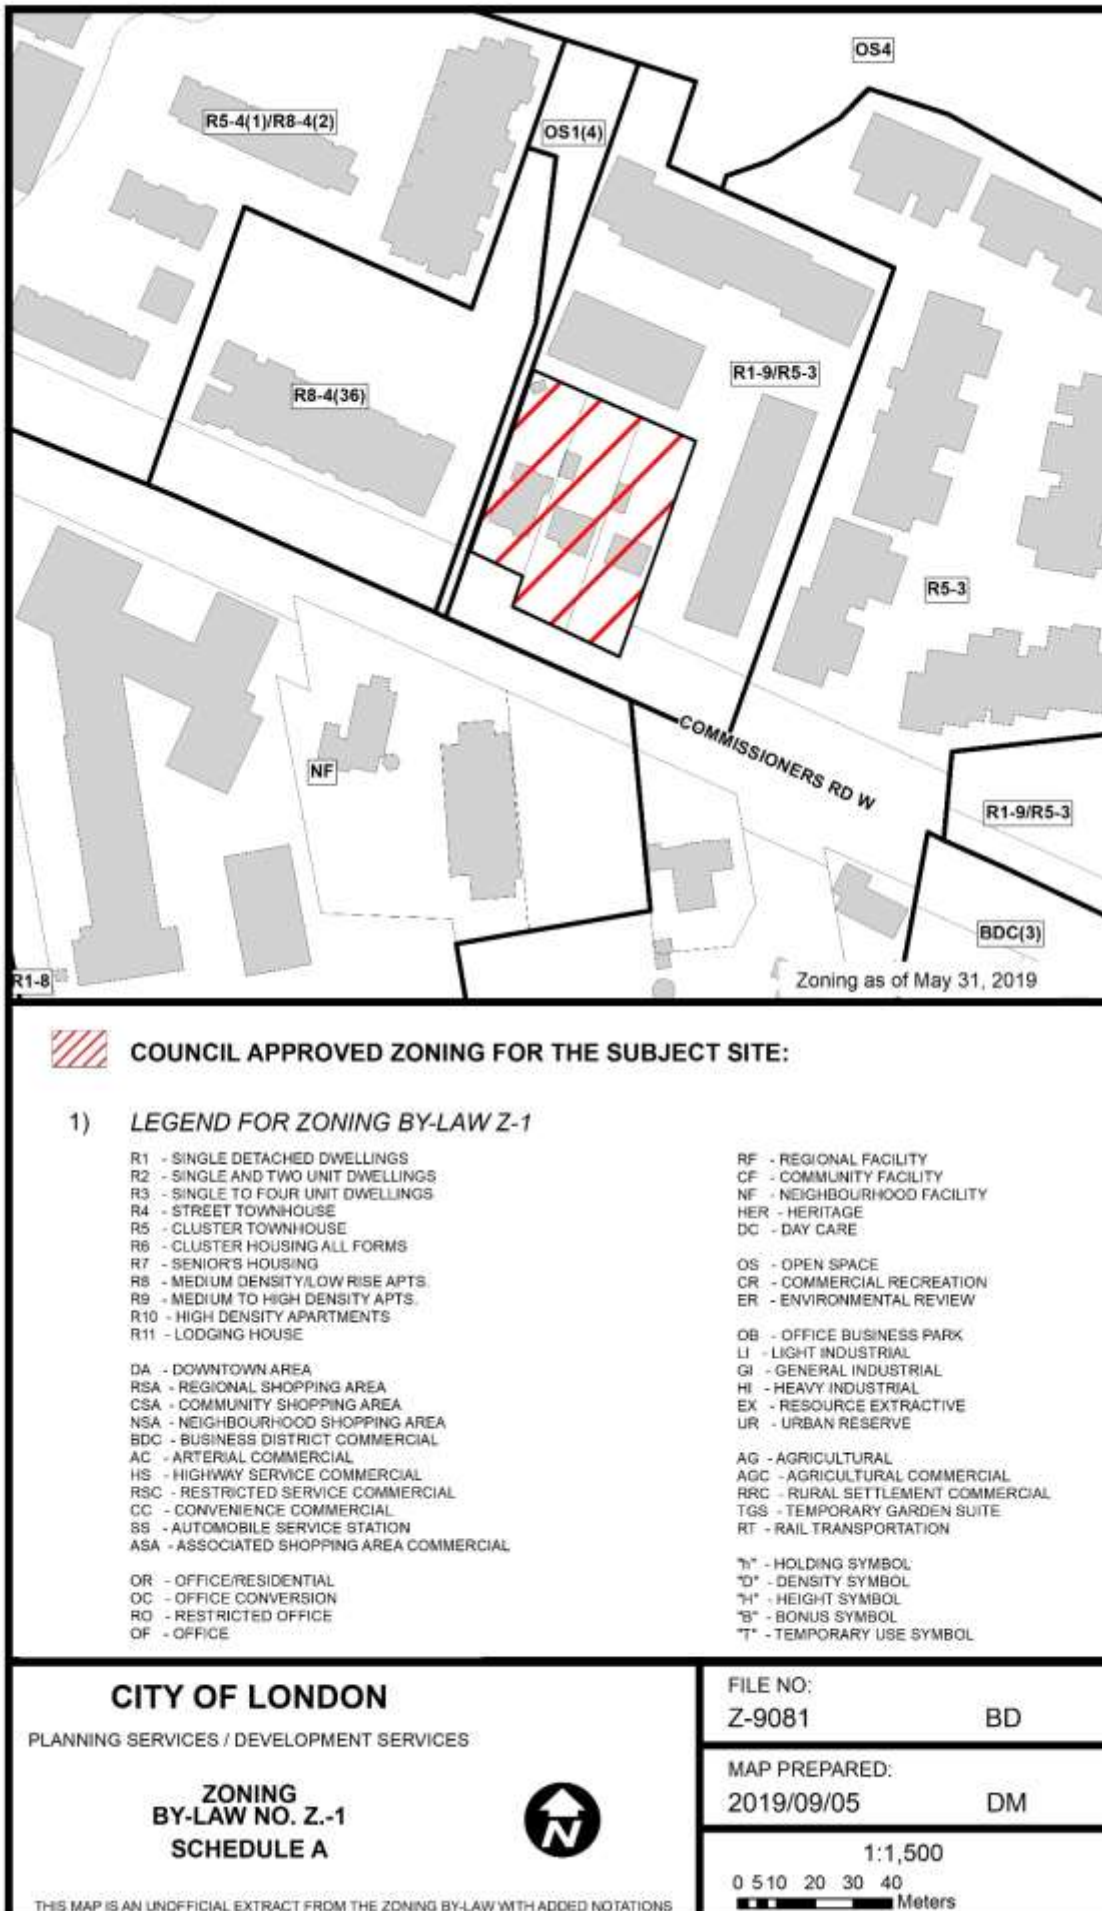 OS4
R5-4(1)/R8-4(2)
OS1(4)
R1-9/R5-3
R8-4(36)
R5-3
COMMISSIONERS RD W
NF
R1-9/R5-3
BDC(3)
R1-8
Zoning as of May 31, 2019
COUNCIL APPROVED ZONING FOR THE SUBJECT SITE:
1) LEGEND FOR ZONING BY-LAW Z-1
R1 - SINGLE DETACHED DWELLINGS
R2 - SINGLE AND TWO UNIT DWELLINGS
R3 - SINGLE TO FOUR UNIT DWELLINGS
R4 - STREET TOWNHOUSE
R5 - CLUSTER TOWNHOUSE
R6 - CLUSTER HOUSING ALL FORMS
R7 - SENIOR'S HOUSING
R8 - MEDIUM DENSITY/LOW RISE APTS.
R9 - MEDIUM TO HIGH DENSITY APTS.
R10 - HIGH DENSITY APARTMENTS
R11 - LODGING HOUSE
DA - DOWNTOWN AREA
RSA - REGIONAL SHOPPING AREA
CSA - COMMUNITY SHOPPING AREA
NSA - NEIGHBOURHOOD SHOPPING AREA
BDC - BUSINESS DISTRICT COMMERCIAL
AC - ARTERIAL COMMERCIAL
HS - HIGHWAY SERVICE COMMERCIAL
RSC - RESTRICTED SERVICE COMMERCIAL
CC - CONVENIENCE COMMERCIAL
SS - AUTOMOBILE SERVICE STATION
ASA - ASSOCIATED SHOPPING AREA COMMERCIAL
OR - OFFICE/RESIDENTIAL
OC - OFFICE CONVERSION
RO - RESTRICTED OFFICE
OF - OFFICE
RF - REGIONAL FACILITY
CF - COMMUNITY FACILITY
NF - NEIGHBOURHOOD FACILITY
HER - HERITAGE
DC - DAY CARE
OS - OPEN SPACE
CR - COMMERCIAL RECREATION
ER - ENVIRONMENTAL REVIEW
OB - OFFICE BUSINESS PARK
LI - LIGHT INDUSTRIAL
GI - GENERAL INDUSTRIAL
HI - HEAVY INDUSTRIAL
EX - RESOURCE EXTRACTIVE
UR - URBAN RESERVE
AG - AGRICULTURAL
AGC - AGRICULTURAL COMMERCIAL
RRC - RURAL SETTLEMENT COMMERCIAL
TGS - TEMPORARY GARDEN SUITE
RT - RAIL TRANSPORTATION
"h" - HOLDING SYMBOL
"D" - DENSITY SYMBOL
"H" - HEIGHT SYMBOL
"B" - BONUS SYMBOL
"T" - TEMPORARY USE SYMBOL
CITY OF LONDON
PLANNING SERVICES / DEVELOPMENT SERVICES
ZONING
BY-LAW NO. Z.-1
SCHEDULE A
N
THIS MAP IS AN UNOFFICIAL EXTRACT FROM THE ZONING BY-LAW WITH ADDED NOTATIONS
FILE NO:
Z-9081 BD
MAP PREPARED:
2019/09/05 DM
1:1,500
0 5 10 20 30 40
Meters